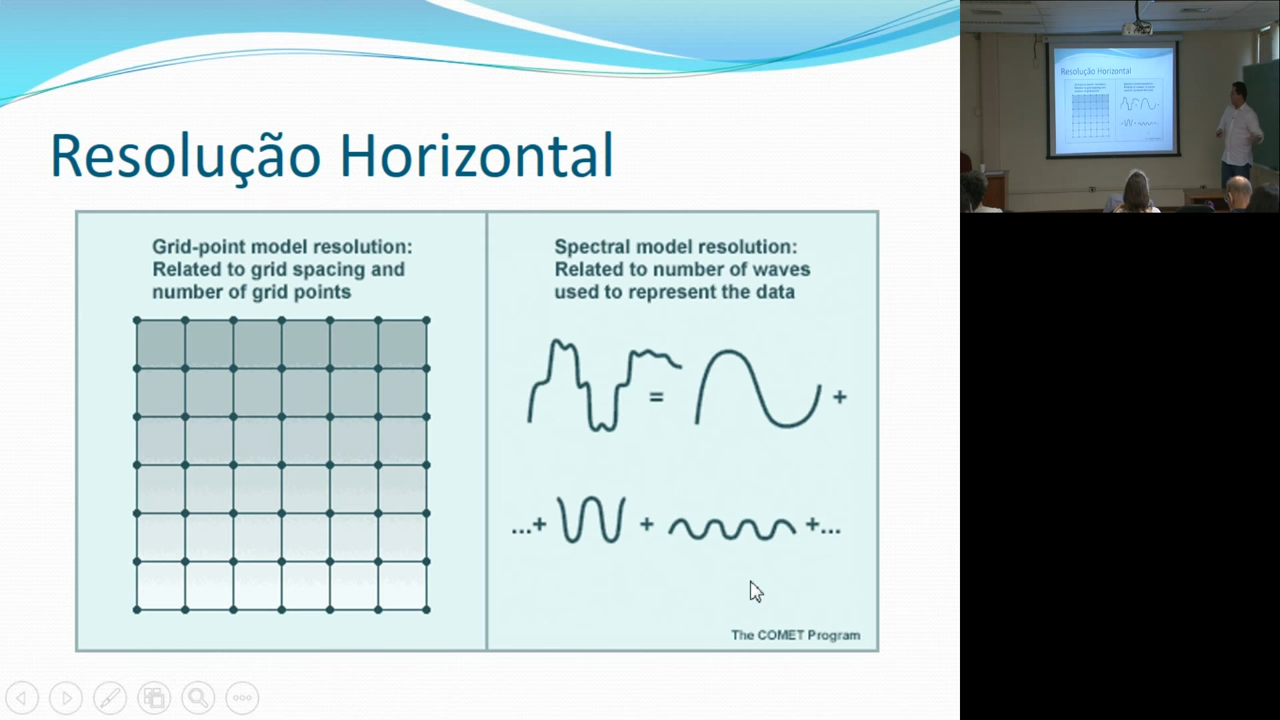 Resolução Horizontal
Grid-point model resolution:
Related to grid spacing and
number of grid points
Spectral model resolution:
Related to number of waves
used to represent the data
=
+
...+
+
+...
The COMET Program
Resolução Horizontal